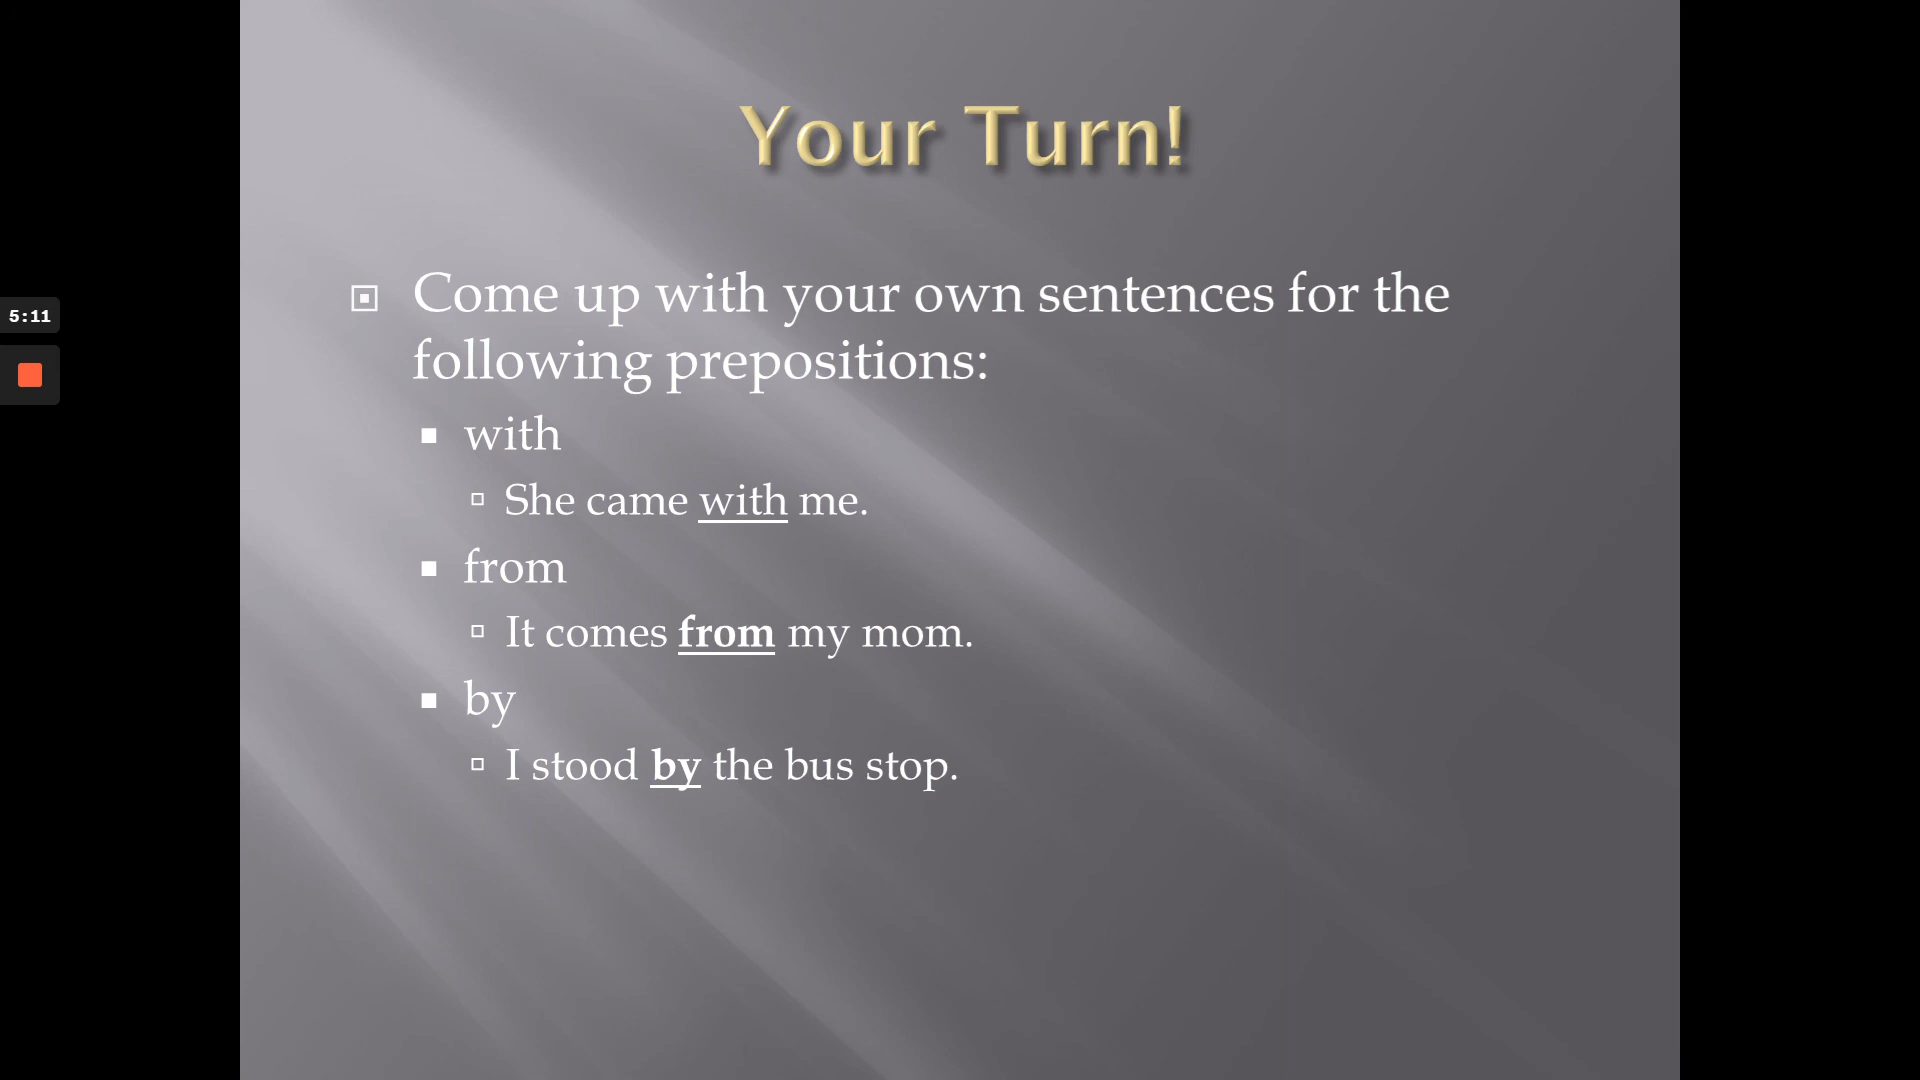 Your Turn!
Come up with your own sentences for the
following prepositions:
with
She came with me.
from
It comes from my mom.
by
I stood by the bus stop.
5:11